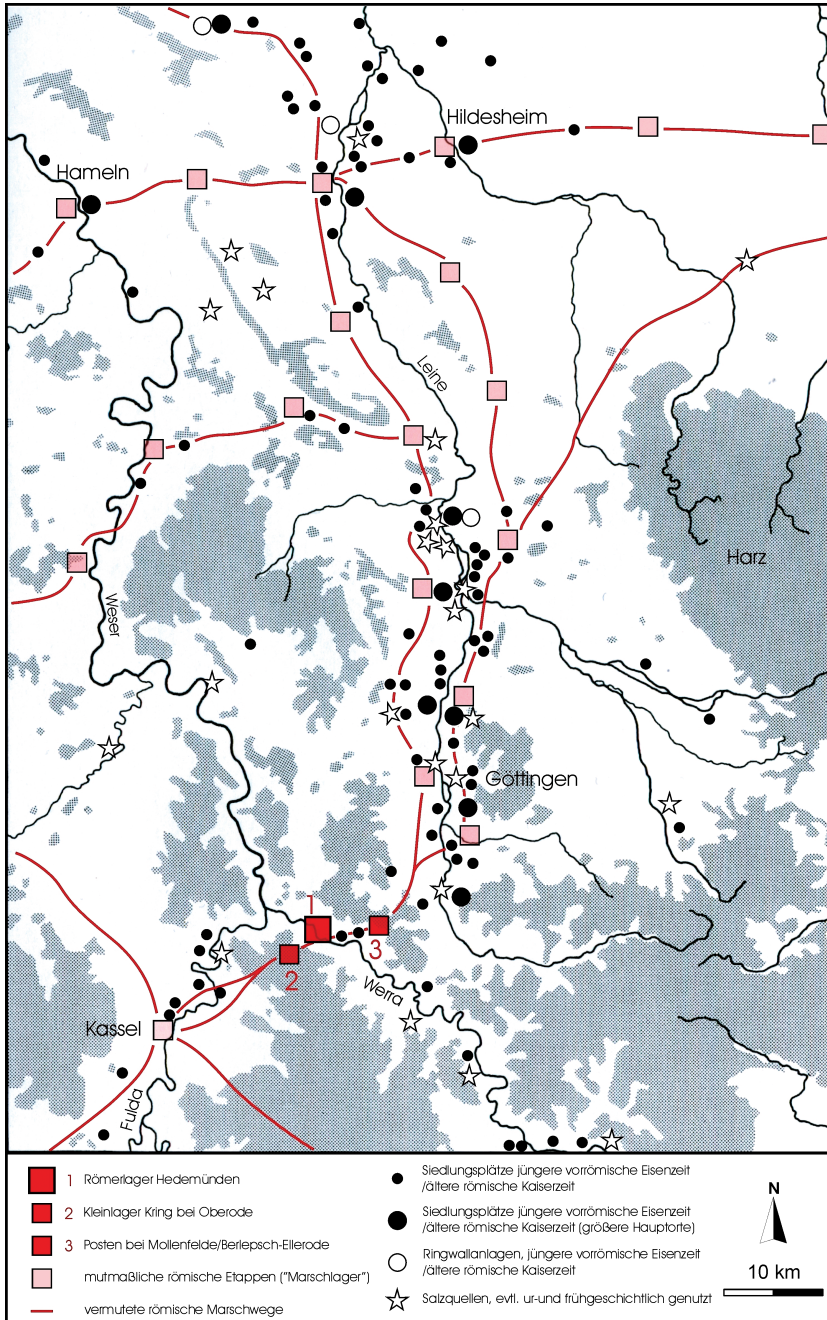 Hildesheim
Hameln
Leine
Harz
Weser
Göttingen
1
2
3
Werra
Kassel
Fulda
1 Römerlager Hedemünden
2 Kleinlager Kring bei Oberode
3 Posten bei Mollenfelde/Berlepsch-Ellerode
mutmaßliche römische Etappen ("Marschlager")
vermutete römische Marschwege
Siedlungsplätze jüngere vorrömische Eisenzeit
/ältere römische Kaiserzeit
Siedlungsplätze jüngere vorrömische Eisenzeit
/ältere römische Kaiserzeit (größere Hauptorte)
Ringwallanlagen, jüngere vorrömische Eisenzeit
/ältere römische Kaiserzeit
Salzquellen, evtl. ur-und frühgeschichtlich genutzt
N
10 km